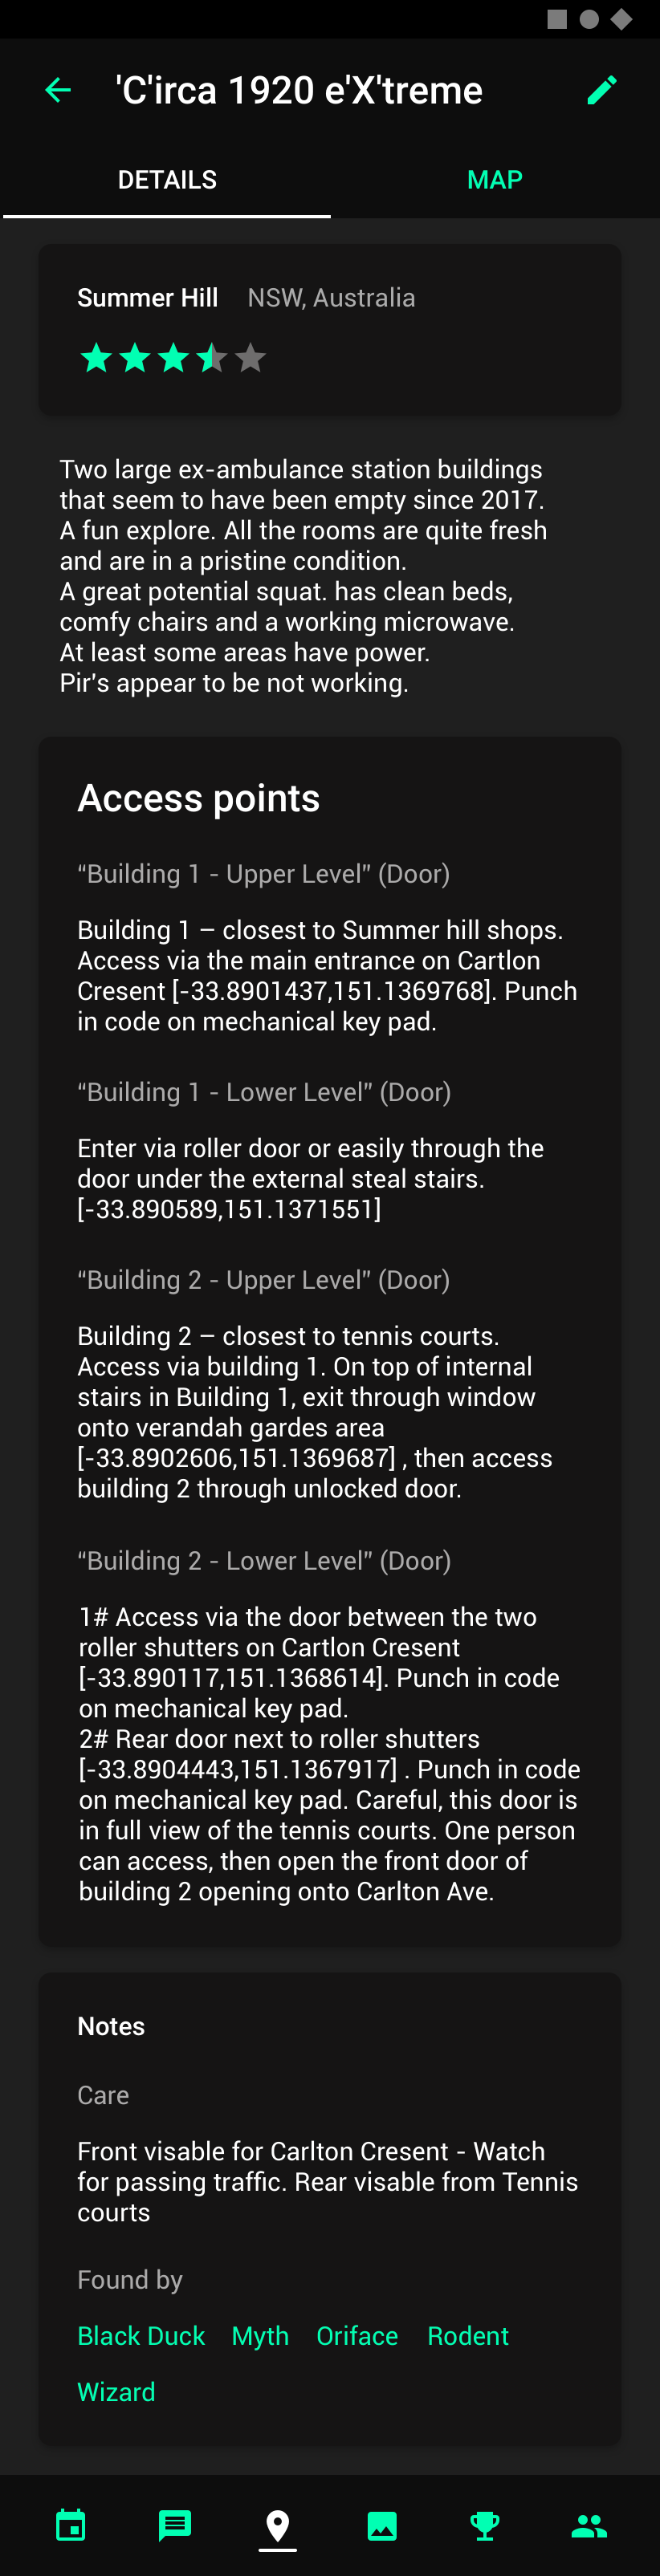 'C'irca 1920 e'X'treme
DETAILS
MAP
Summer Hill NSW, Australia
Two large ex-ambulance station buildings
that seem to have been empty since 2017.
A fun explore. All the rooms are quite fresh
and are in a pristine condition.
A great potential squat. has clean beds,
comfy chairs and a working microwave.
At least some areas have power.
Pir's appear to be not working.
Access points
“Building 1 - Upper Level” (Door)
Building 1 – closest to Summer hill shops.
Access via the main entrance on Cartlon
Cresent [-33.8901437,151.1369768]. Punch
in code on mechanical key pad.
“Building 1 - Lower Level” (Door)
Enter via roller door or easily through the
door under the external steal stairs.
[-33.890589,151.1371551]
“Building 2 - Upper Level” (Door)
Building 2 – closest to tennis courts.
Access via building 1. On top of internal
stairs in Building 1, exit through window
onto verandah gardes area
[-33.8902606,151.1369687] , then access
building 2 through unlocked door.
“Building 2 - Lower Level” (Door)
1# Access via the door between the two
roller shutters on Cartlon Cresent
[-33.890117,151.1368614]. Punch in code
on mechanical key pad.
2# Rear door next to roller shutters
[-33.8904443,151.1367917] . Punch in code
on mechanical key pad. Careful, this door is
in full view of the tennis courts. One person
can access, then open the front door of
building 2 opening onto Carlton Ave.
Notes
Care
Front visable for Carlton Cresent - Watch
for passing traffic. Rear visable from Tennis
courts
Found by
Black Duck Myth Oriface Rodent
Wizard